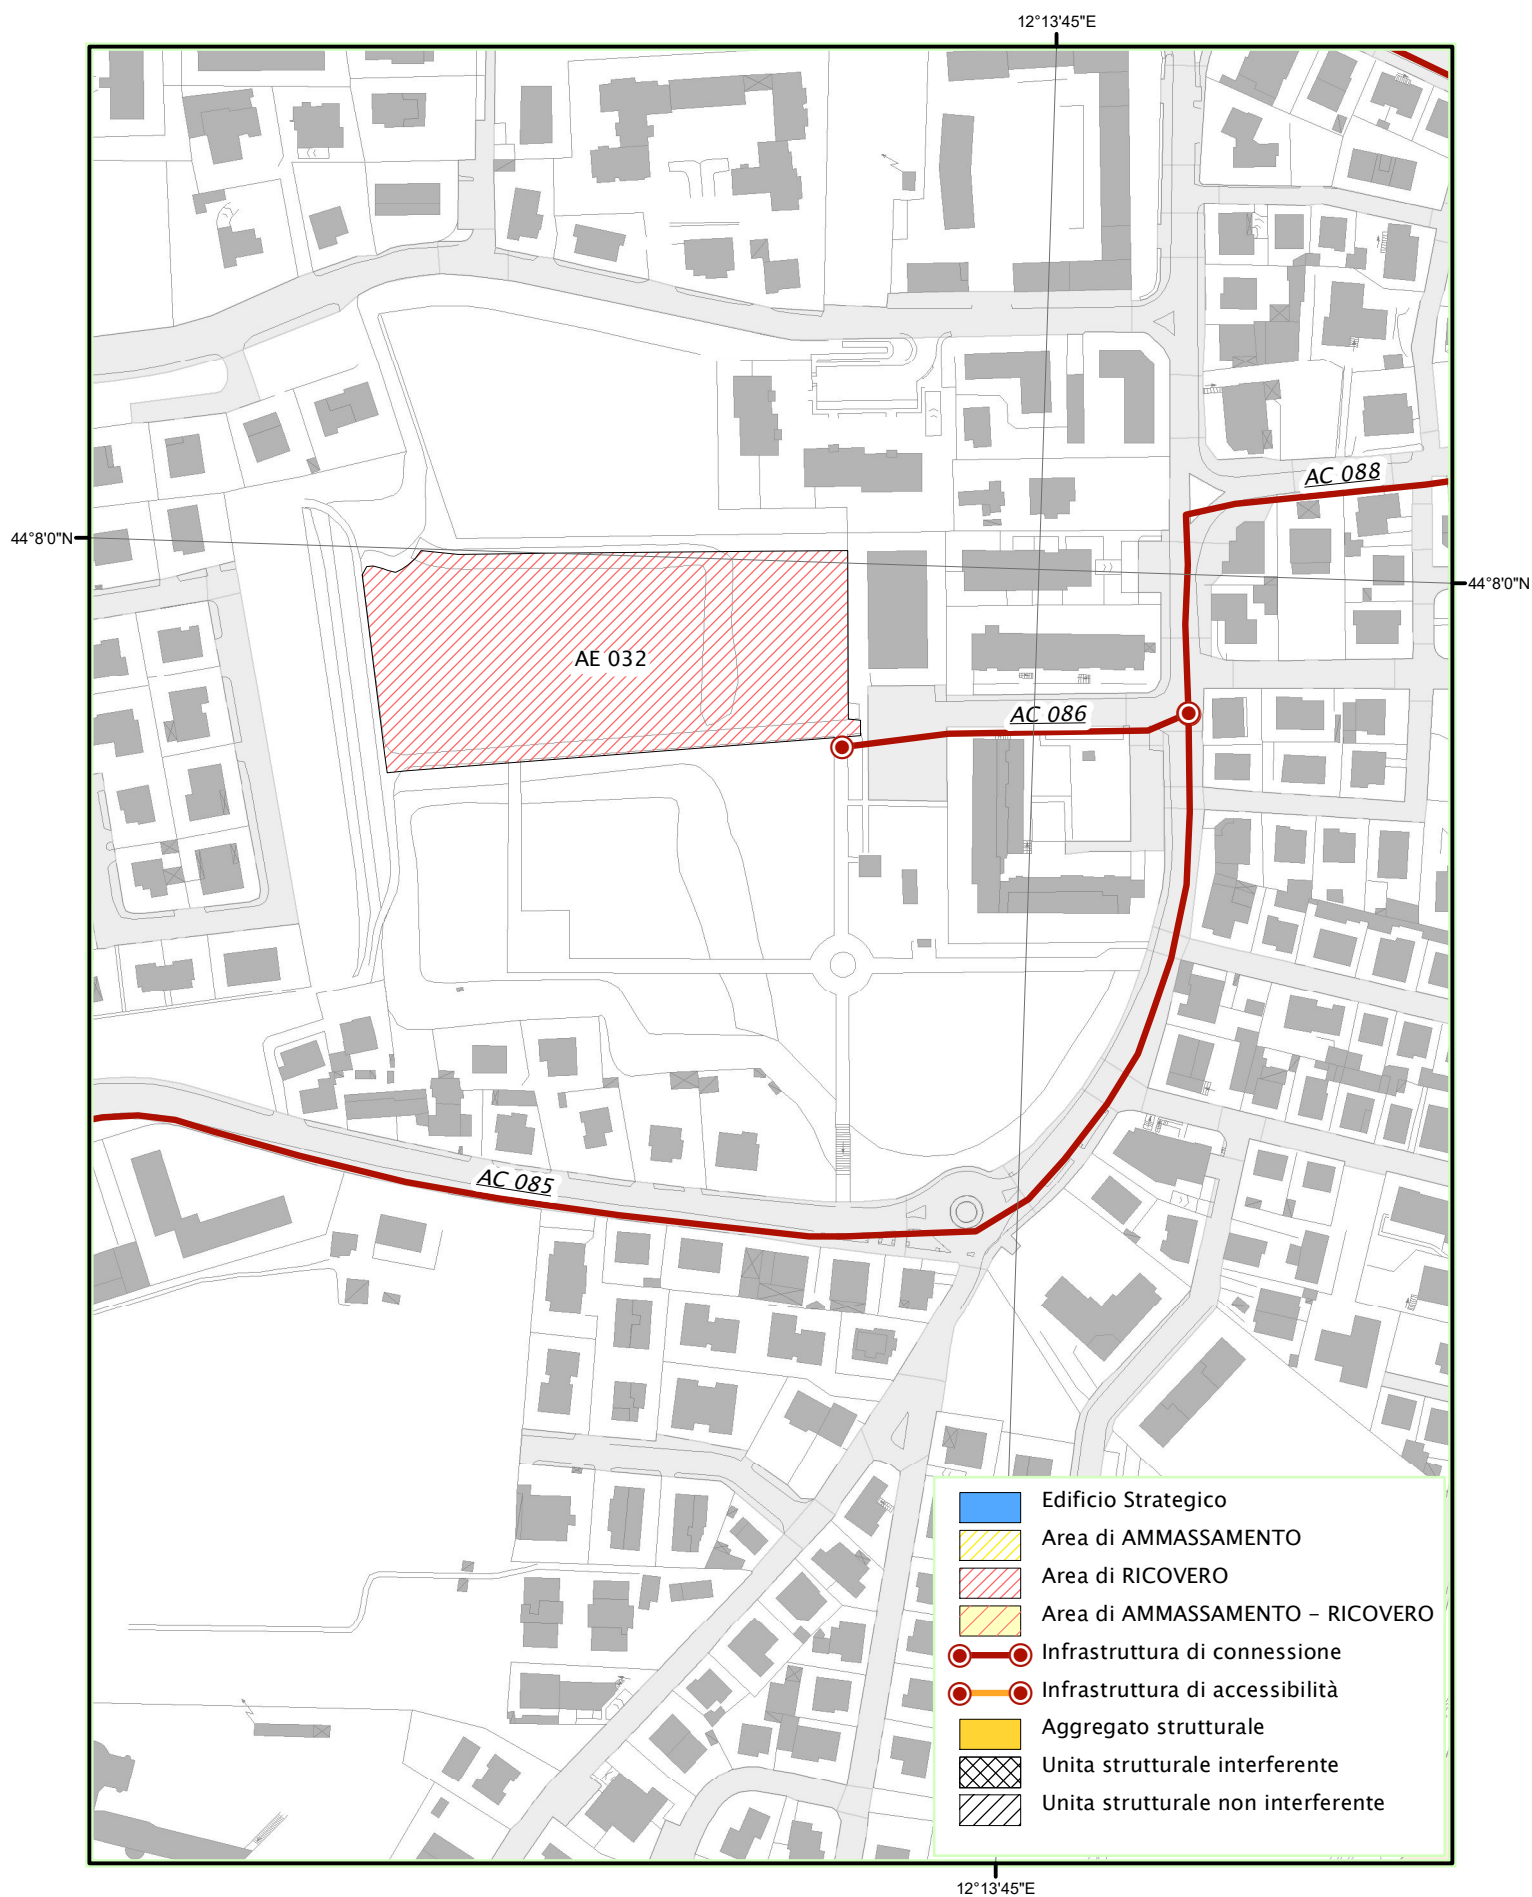 12°13'45"E
AC 088
44°8'0"N
44°8'0"N
AE 032
AC 086
AC 085
Edificio Strategico
Area di AMMASSAMENTO
Area di RICOVERO
Area di AMMASSAMENTO - RICOVERO
Infrastruttura di connessione
Infrastruttura di accessibilità
Aggregato strutturale
Unita strutturale interferente
Unita strutturale non interferente
12°13'45"E